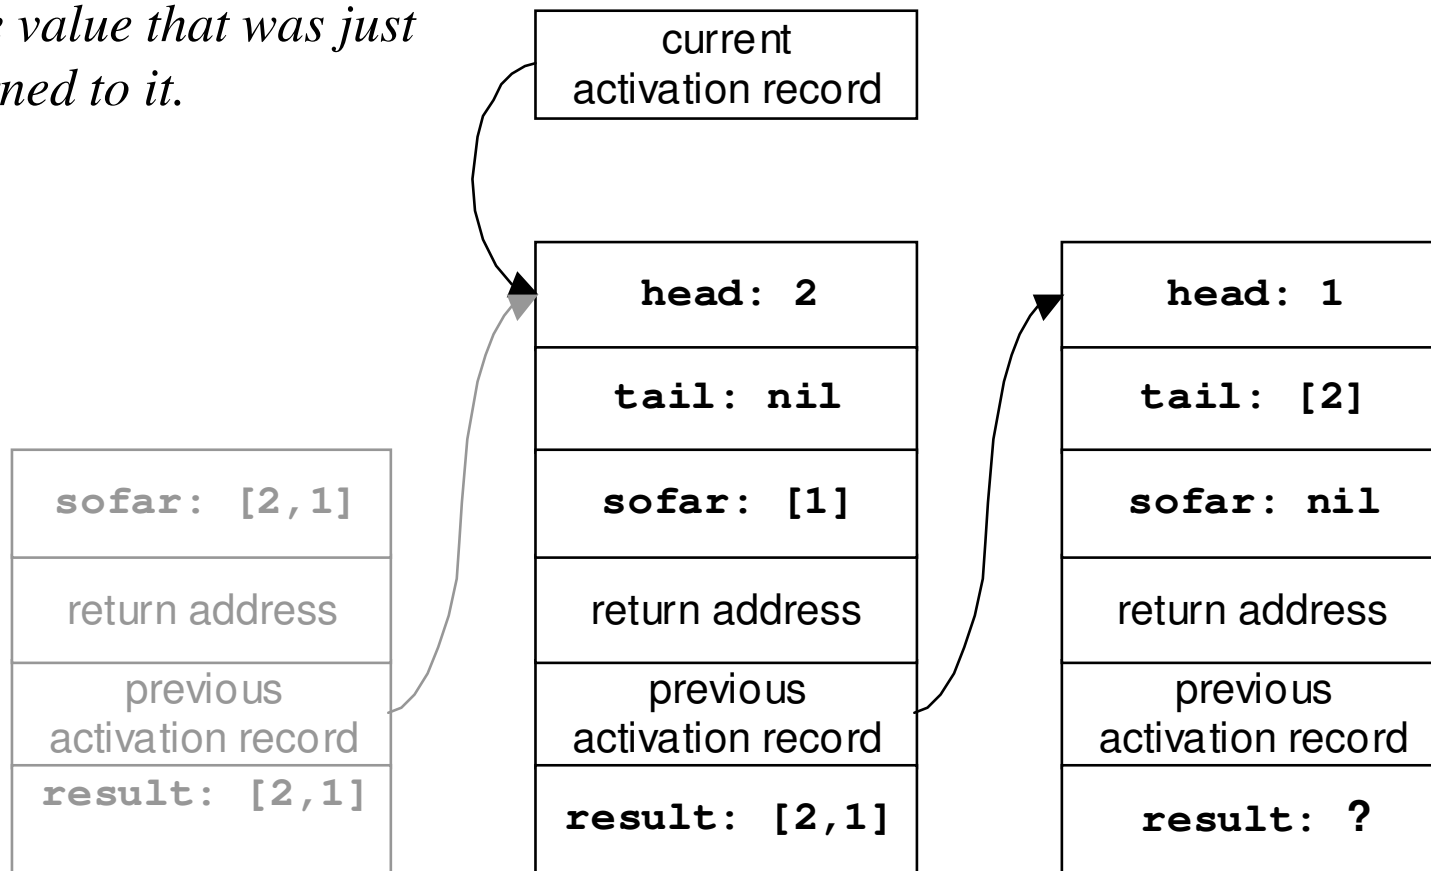 value that was just
to it.
current
activation record
sofar: [2,1]
return address
previous
activation record
result: [2,1]
head: 2
tail: nil
sofar: [1]
return address
previous
activation record
result: [2,1]
head: 1
tail: [2]
sofar: nil
return address
previous
activation record
result: ?